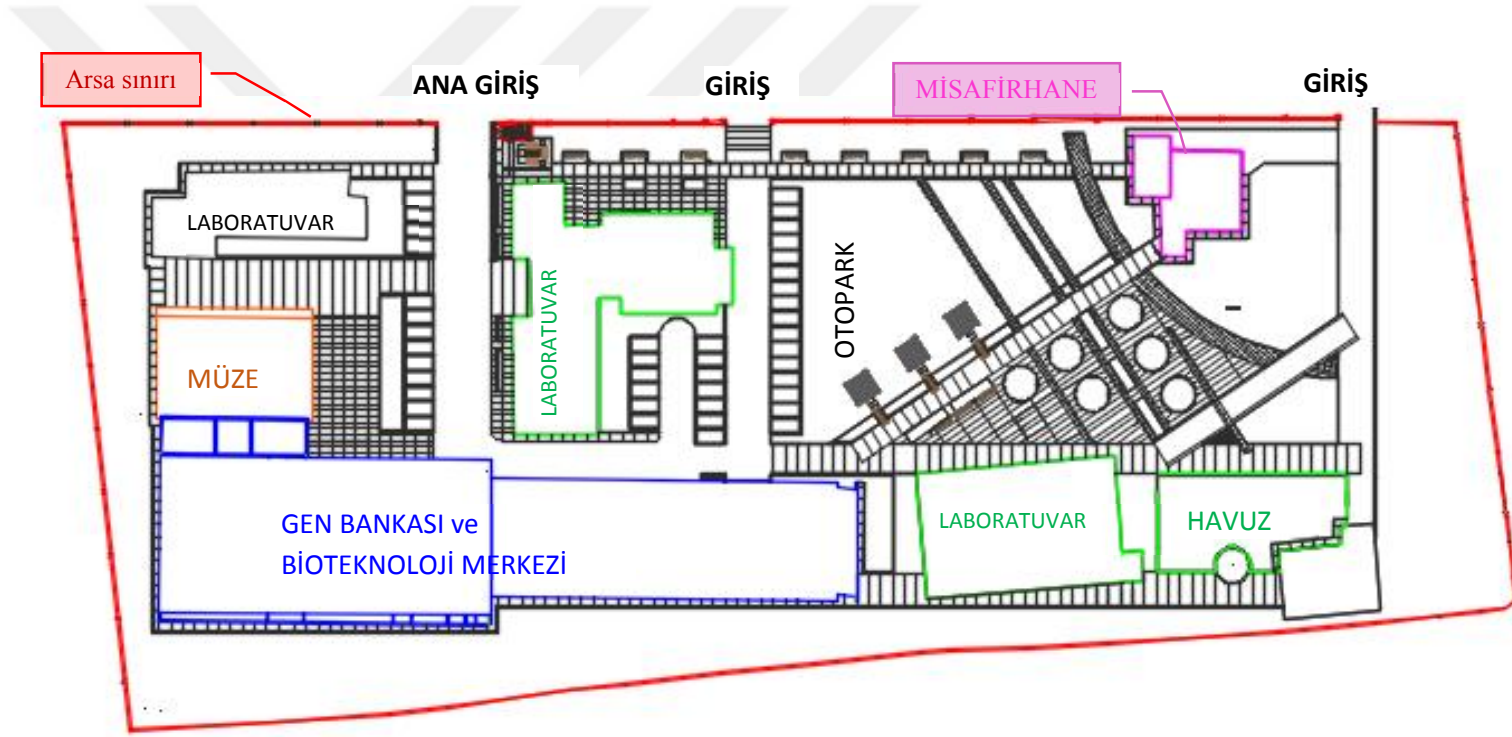 Arsa sınırı
ANA GİRİŞ
GİRİŞ
MİSAFİRHANE
GİRİŞ
LABORATUVAR
LABORATUVAR
OTOPARK
MÜZE
GEN BANKASI ve
BİOTEKNOLOJİ MERKEZİ
LABORATUVAR
HAVUZ